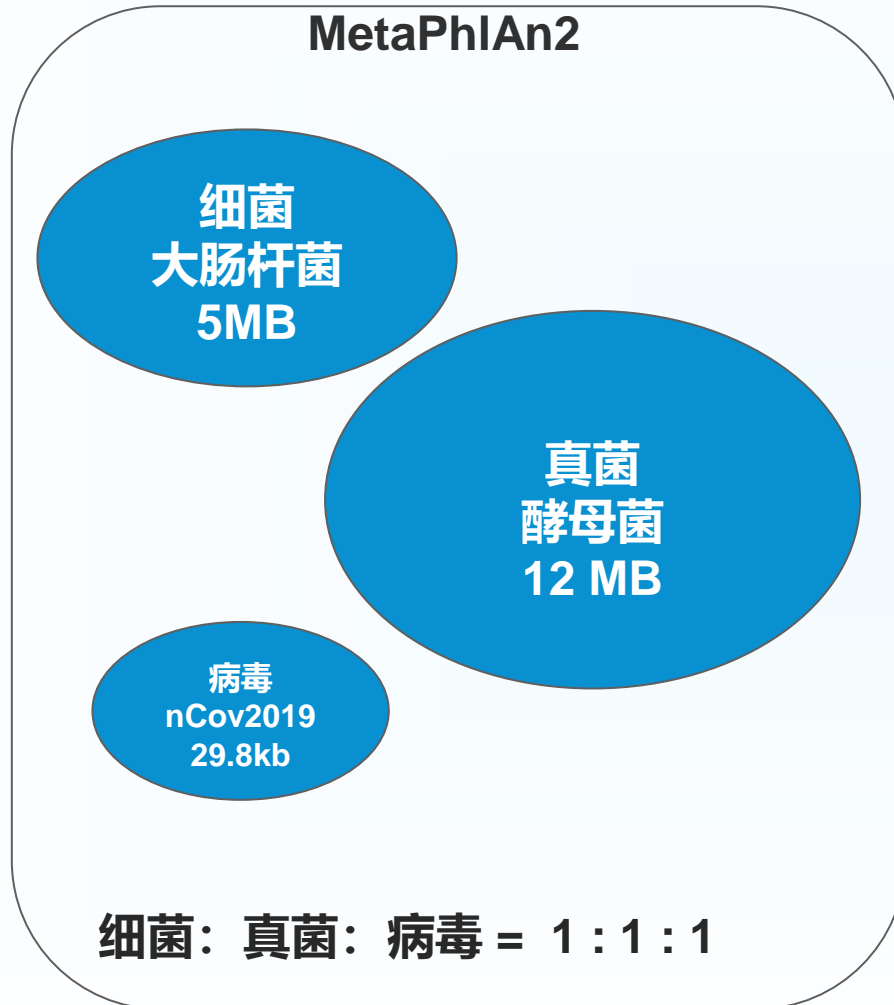 MetaPhlAn2
细菌
大肠杆菌
5MB
真菌
酵母菌
12 MB
病毒
nCov2019
29.8kb
细菌：真菌：病毒 = 1 : 1 : 1